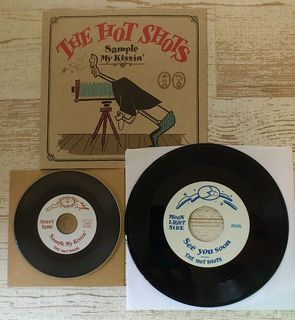 THE HOT SHOTS
Sample
My Kissin'
SUNNY
SIDE
Sample My Kissin'
THE HOT SHOTS
MOON
LIGHT
SIDE
See you soon
THE HOT SHOTS